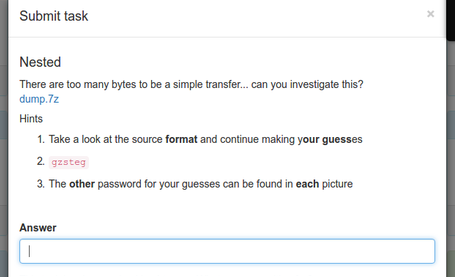 Submit task
×
Nested
There are too many bytes to be a simple transfer... can you investigate this?
dump.7z
Hints
1. Take a look at the source format and continue making your guesses
2. gzsteg
3. The other password for your guesses can be found in each picture
Answer